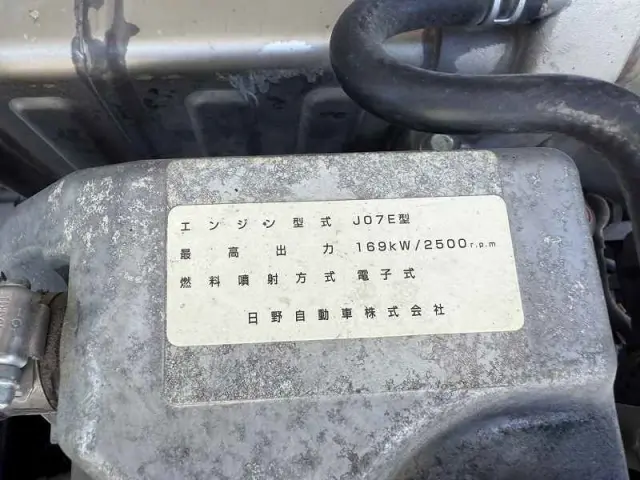 エンジン型式 J07E型
最高出力 169kW/2500r.p.m
燃料噴射方式 電子式
日野自動車株式会社